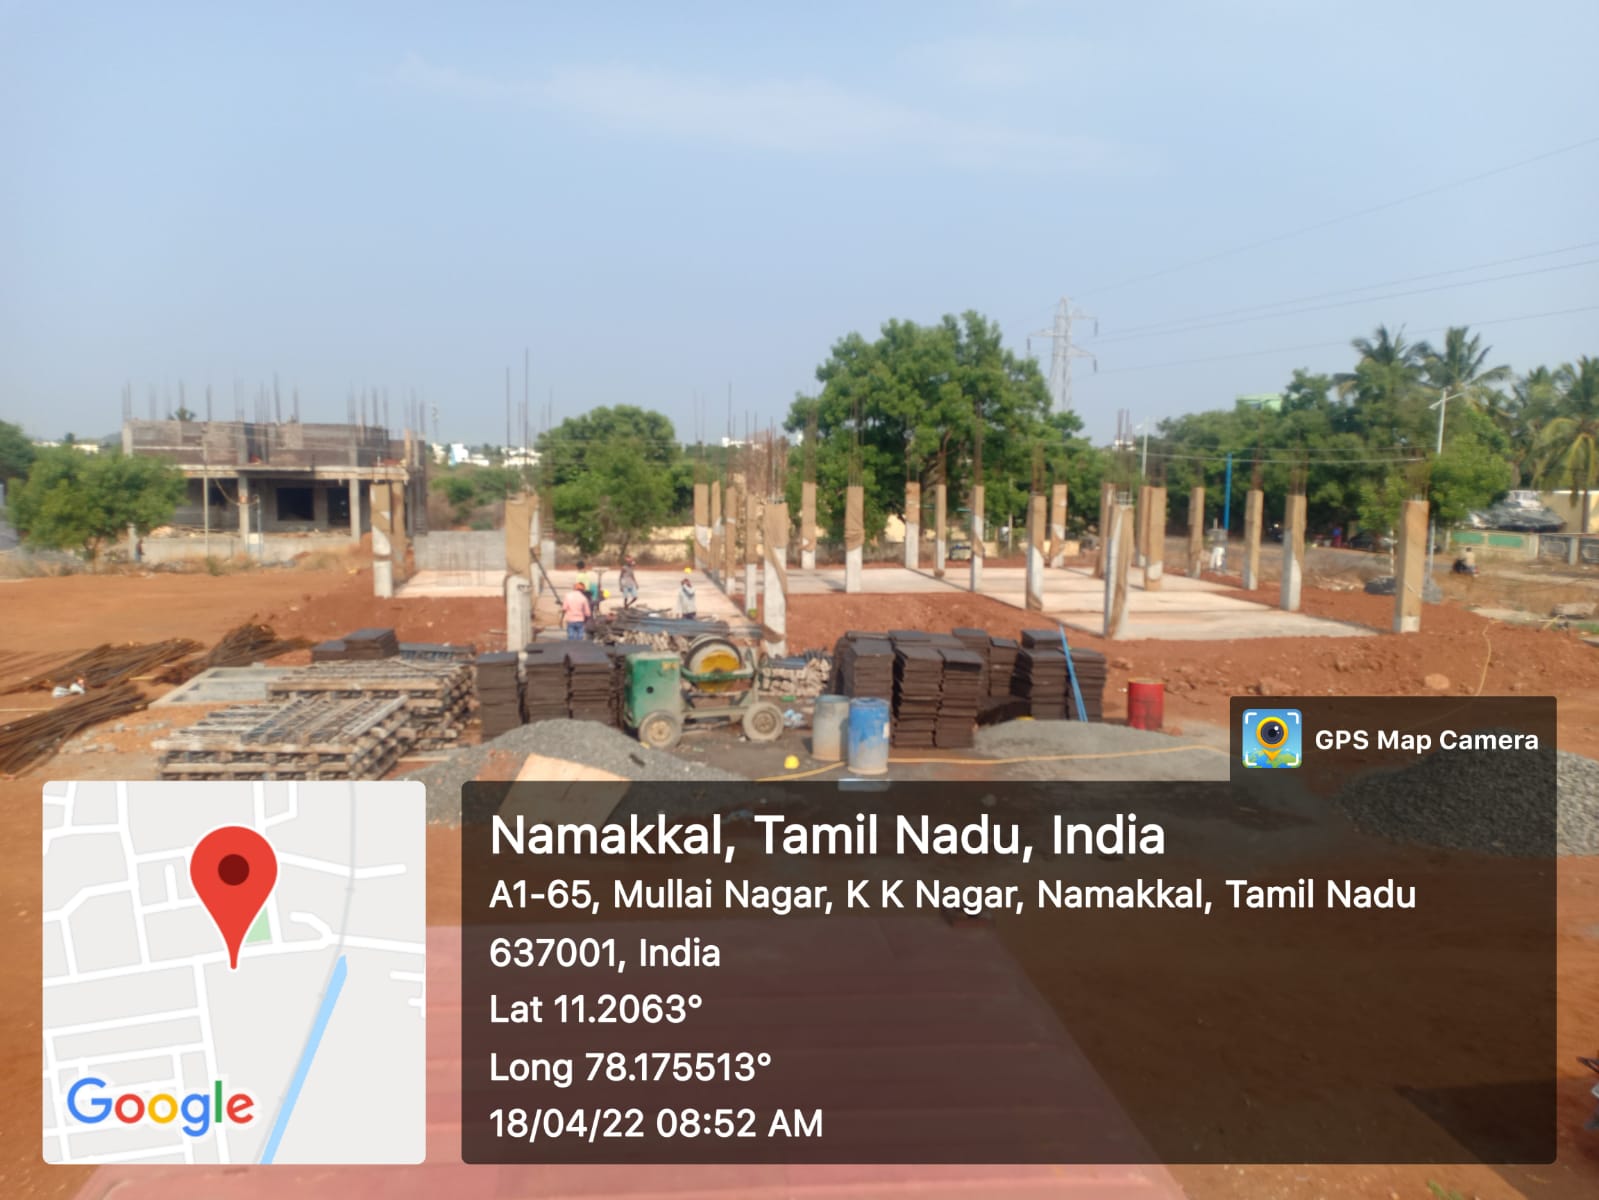 GPS Map Camera
Namakkal, Tamil Nadu, India
A1-65, Mullai Nagar, K K Nagar, Namakkal, Tamil Nadu
637001, India
Lat 11.2063°
Long 78.175513°
18/04/22 08:52 AM
Google